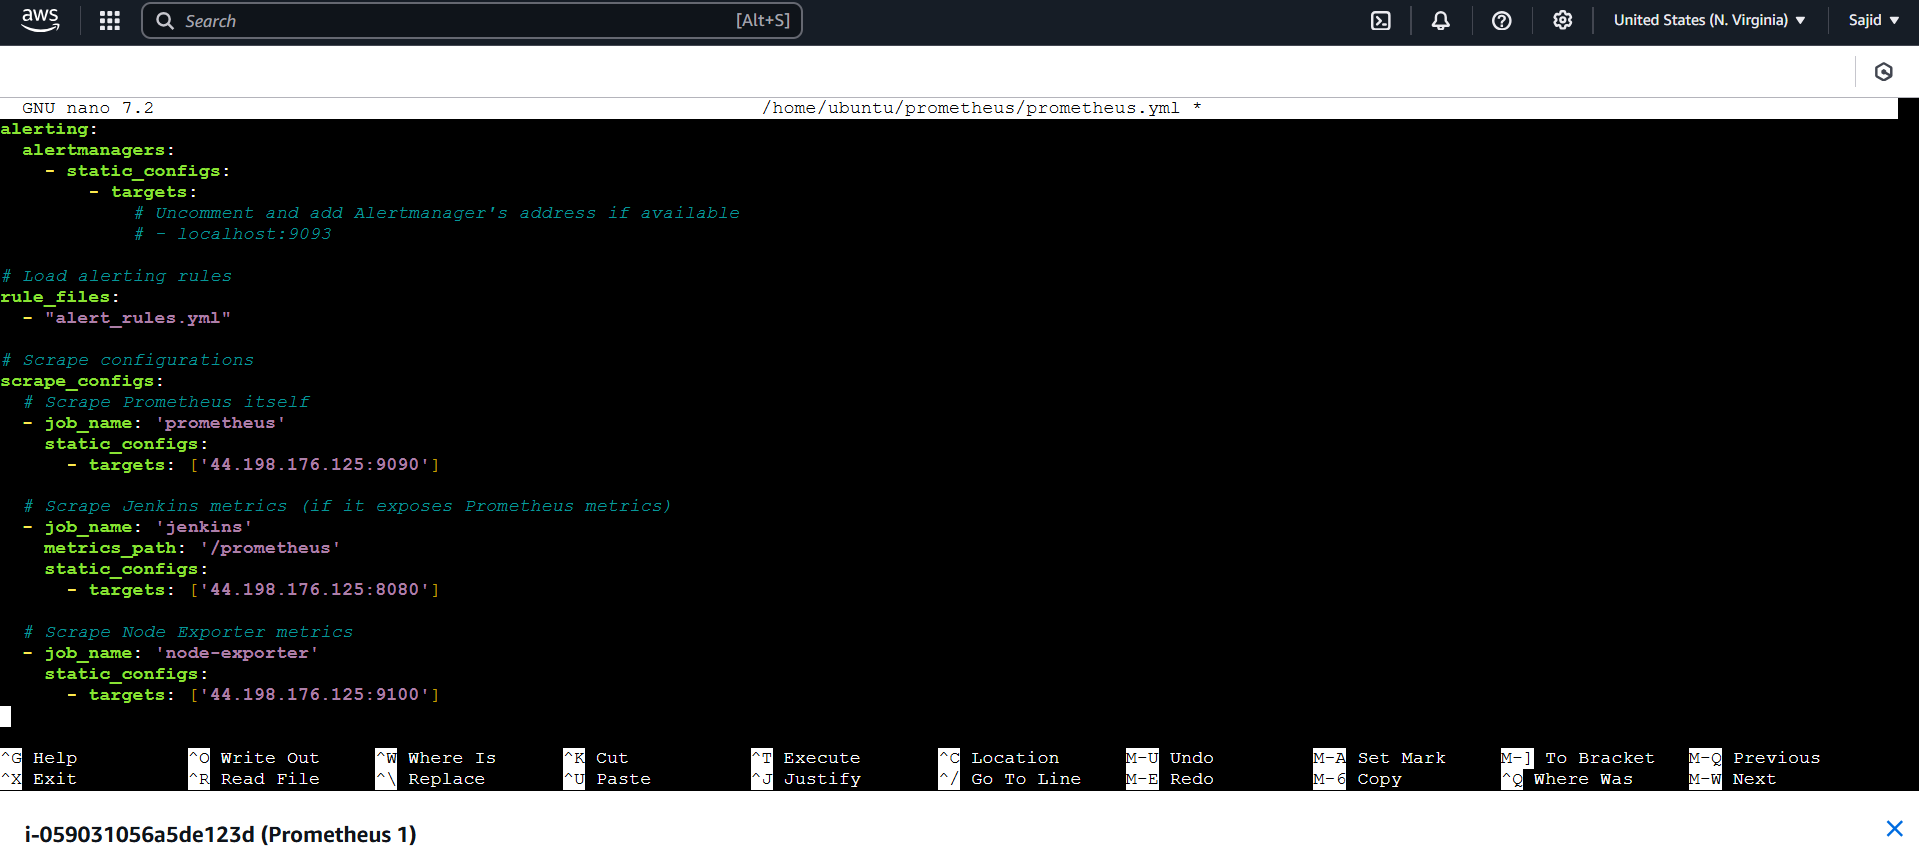 aws Search [Alt+S] United States (N. Virginia) ▼ Sajid ▼
GNU nano 7.2 /home/ubuntu/prometheus/prometheus.yml *
alerting:
  alertmanagers:
    - static_configs:
        - targets:
            # Uncomment and add Alertmanager's address if available
            # - localhost:9093

# Load alerting rules
rule_files:
  - "alert_rules.yml"

# Scrape configurations
scrape_configs:
  # Scrape Prometheus itself
  - job_name: 'prometheus'
    static_configs:
      - targets: ['44.198.176.125:9090']

  # Scrape Jenkins metrics (if it exposes Prometheus metrics)
  - job_name: 'jenkins'
    metrics_path: '/prometheus'
    static_configs:
      - targets: ['44.198.176.125:8080']

  # Scrape Node Exporter metrics
  - job_name: 'node-exporter'
    static_configs:
      - targets: ['44.198.176.125:9100']

^G Help ^O Write Out ^W Where Is ^K Cut ^T Execute ^C Location M-U Undo M-A Set Mark M-] To Bracket M-Q Previous
^X Exit ^R Read File ^\ Replace ^U Paste ^J Justify ^/ Go To Line M-E Redo M-6 Copy ^Q Where Was M-W Next
i-059031056a5de123d (Prometheus 1)